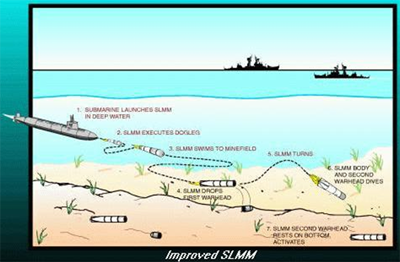 1. SUBMARINE LAUNCHES SLMM
IN DEEP WATER
2. SLMM EXECUTES DOGLEG
3. SLMM SWIMS TO MINEFIELD
4. SLMM DROPS
FIRST WARHEAD
5. SLMM TURNS
6. SLMM BODY
AND SECOND
WARHEAD DIVES
7. SLMM SECOND WARHEAD
RESTS ON BOTTOM,
ACTIVATES
Improved SLMM